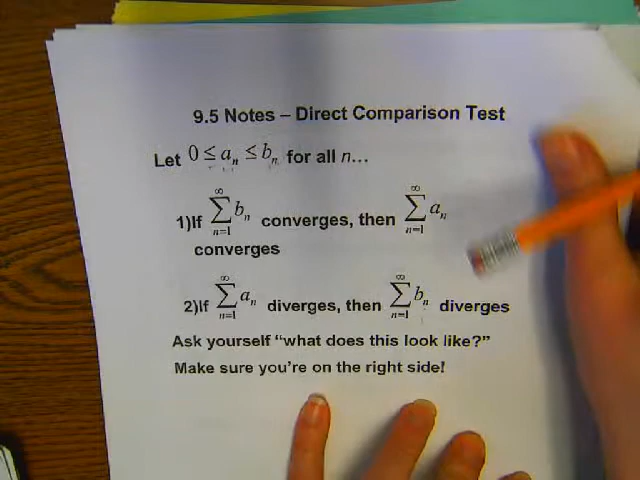 9.5 Notes – Direct Comparison Test
Let 0 ≤ aₙ ≤ bₙ for all n...
1)If ∑_{n=1}^{∞} bₙ converges, then ∑_{n=1}^{∞} aₙ
converges
2)If ∑_{n=1}^{∞} aₙ diverges, then ∑_{n=1}^{∞} bₙ diverges
Ask yourself “what does this look like?”
Make sure you're on the right side!